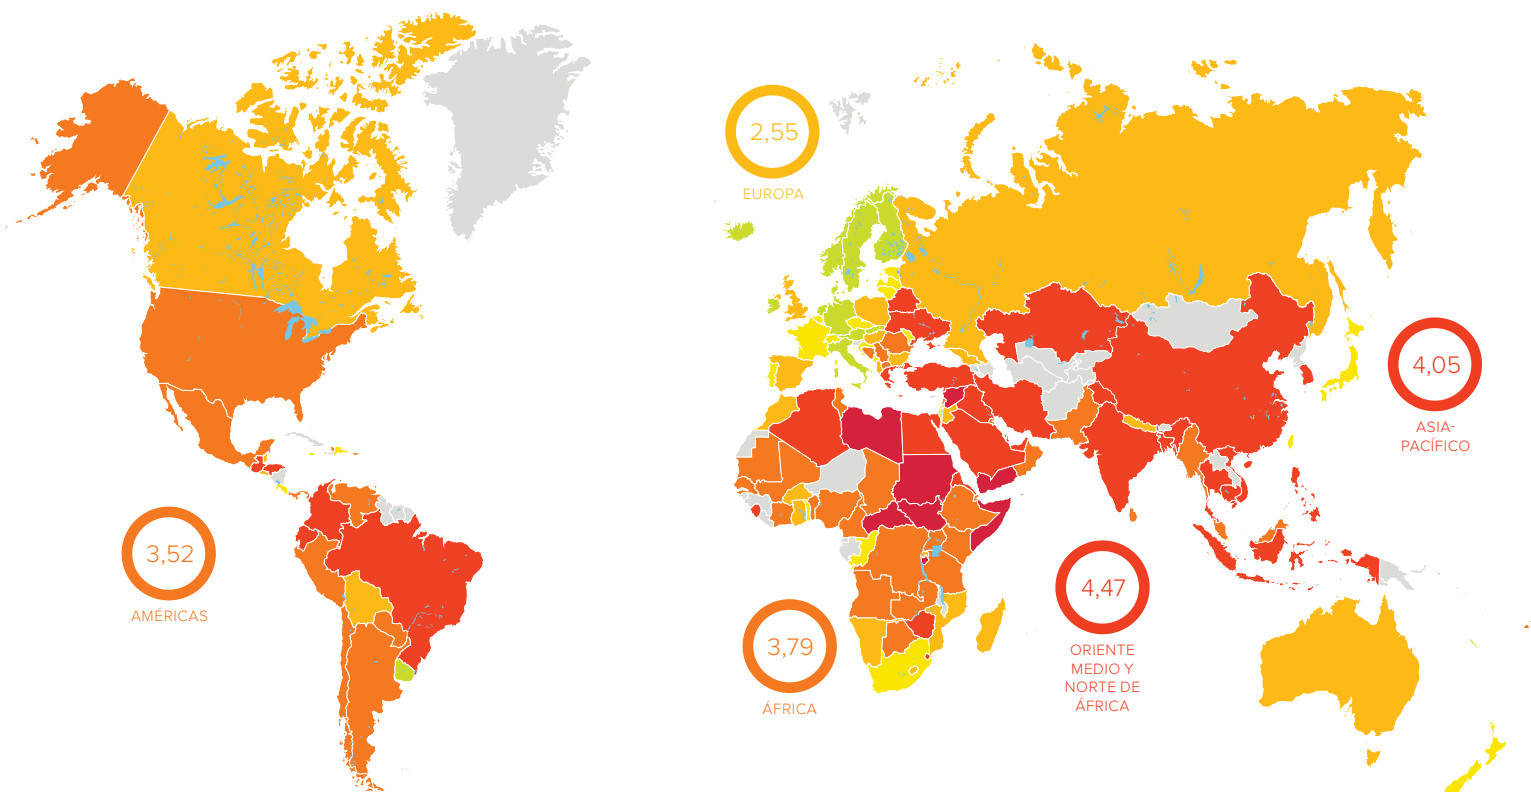 2,55
EUROPA
4,05
ASIA-
PACÍFICO
3,52
AMÉRICAS
4,47
ORIENTE
MEDIO Y
NORTE DE
ÁFRICA
3,79
ÁFRICA